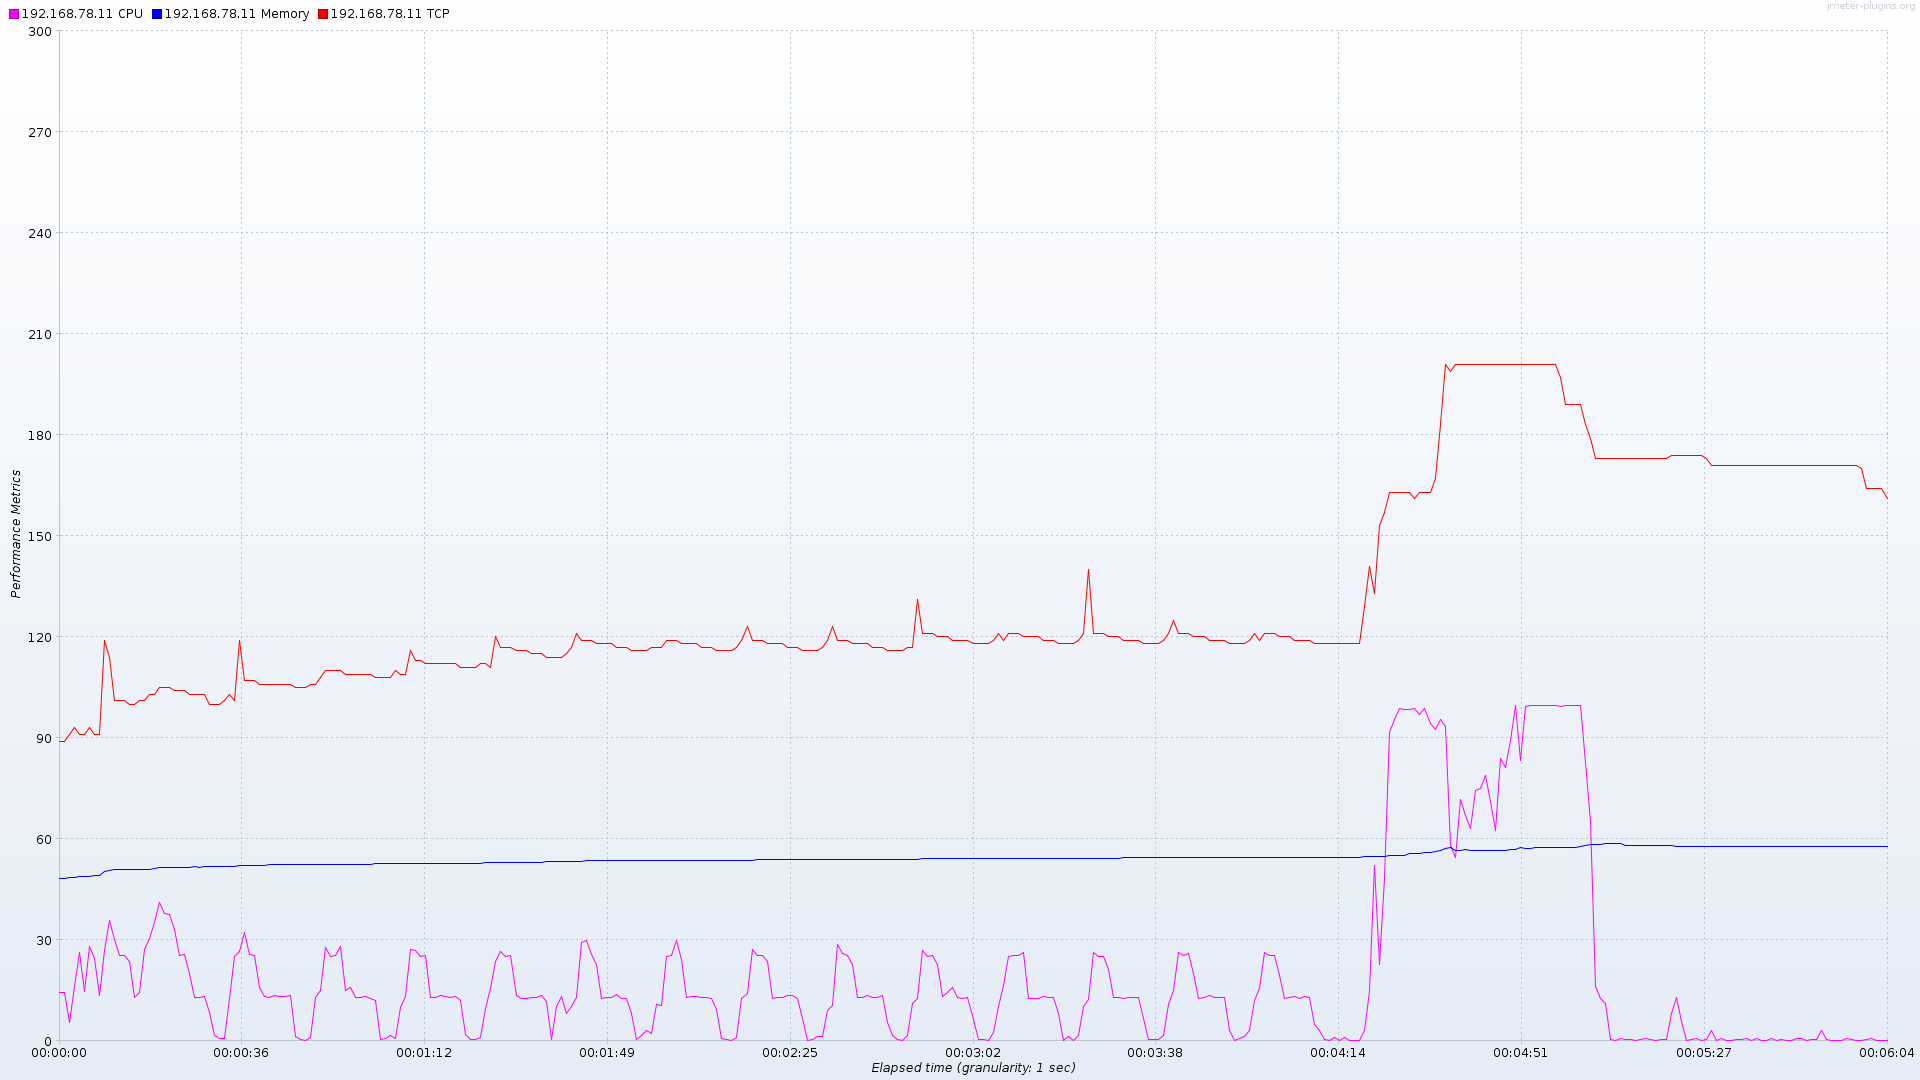 192.168.78.11 CPU 192.168.78.11 Memory 192.168.78.11 TCP
jmeter-plugins.org
300
270
240
210
180
150
120
90
60
30
0
Performance Metrics
00:00:00 00:00:36 00:01:12 00:01:49 00:02:25 00:03:02 00:03:38 00:04:14 00:04:51 00:05:27 00:06:04
Elapsed time (granularity: 1 sec)